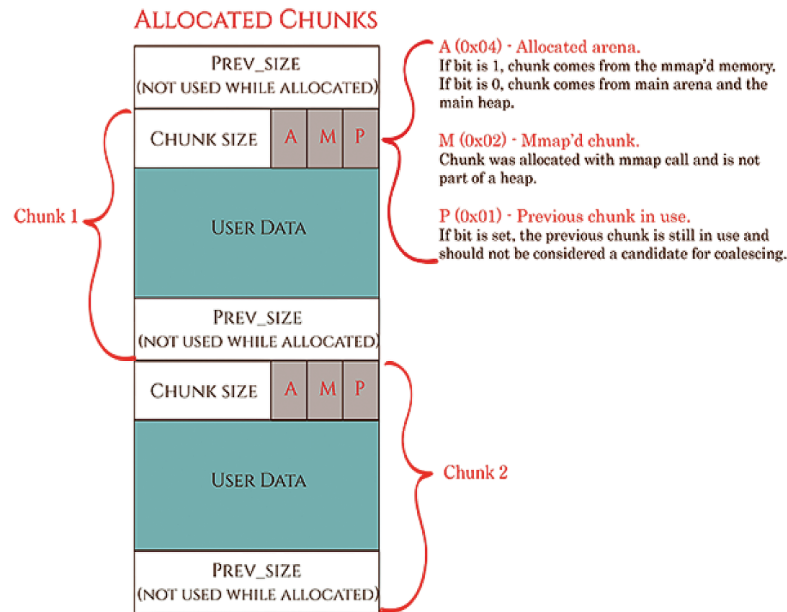 ALLOCATED CHUNKS
PREV_SIZE
(NOT USED WHILE ALLOCATED)
CHUNK SIZE A M P
USER DATA
PREV_SIZE
(NOT USED WHILE ALLOCATED)
CHUNK SIZE A M P
USER DATA
PREV_SIZE
(NOT USED WHILE ALLOCATED)
Chunk 1
Chunk 2
A (0x04) - Allocated arena.
If bit is 1, chunk comes from the mmap'd memory.
If bit is 0, chunk comes from main arena and the
main heap.
M (0x02) - Mmap'd chunk.
Chunk was allocated with mmap call and is not
part of a heap.
P (0x01) - Previous chunk in use.
If bit is set, the previous chunk is still in use and
should not be considered a candidate for coalescing.